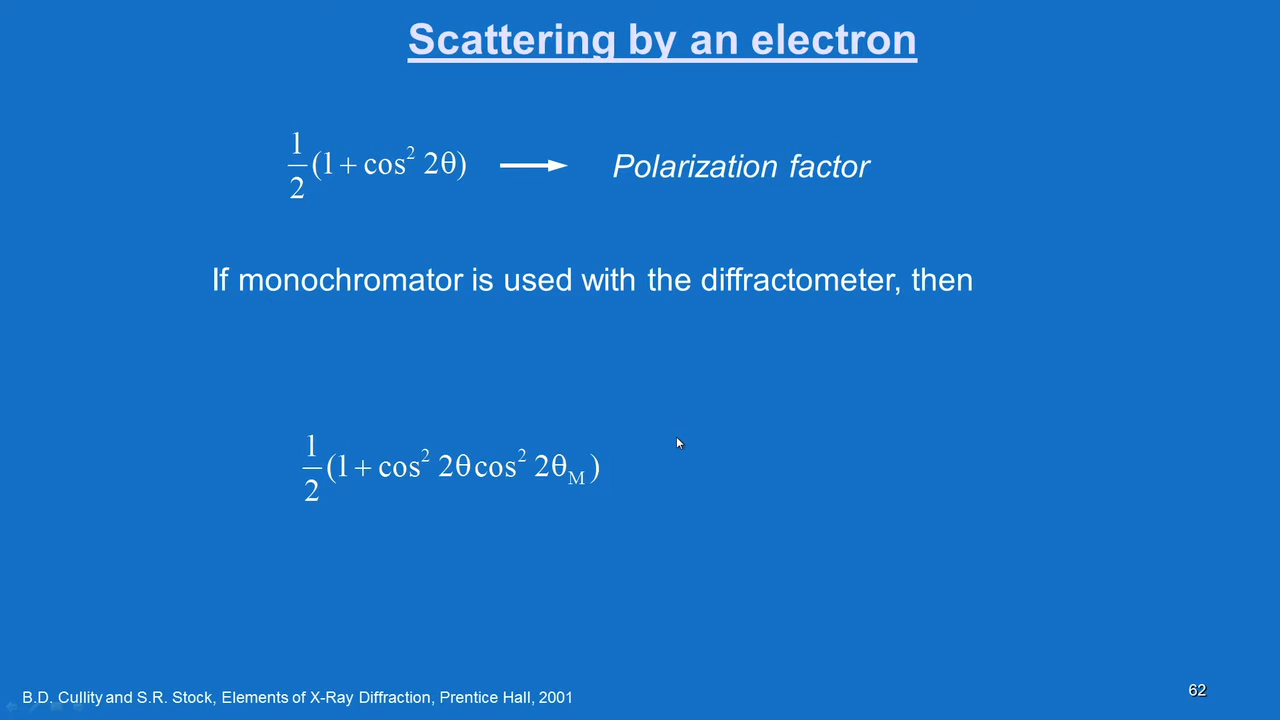 Scattering by an electron
1/2 (1 + cos² 2θ) → Polarization factor
If monochromator is used with the diffractometer, then
1/2 (1 + cos² 2θ cos² 2θ_M)
B.D. Cullity and S.R. Stock, Elements of X-Ray Diffraction, Prentice Hall, 2001
62